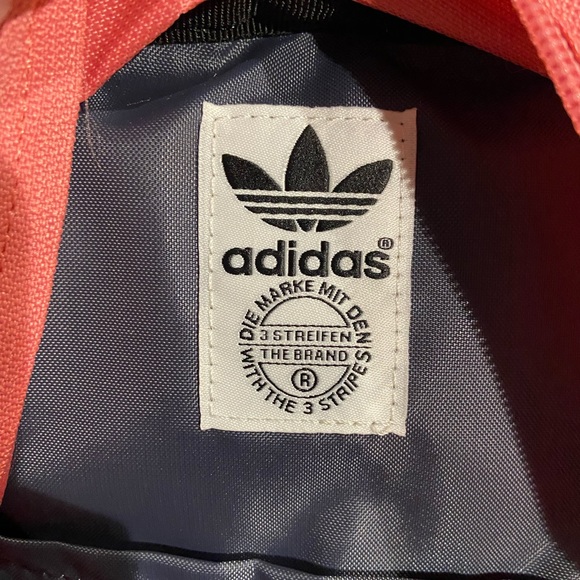 adidas®
DIE MARKE MIT DEN
3 STREIFEN
THE BRAND
®
WITH THE 3 STRIPES